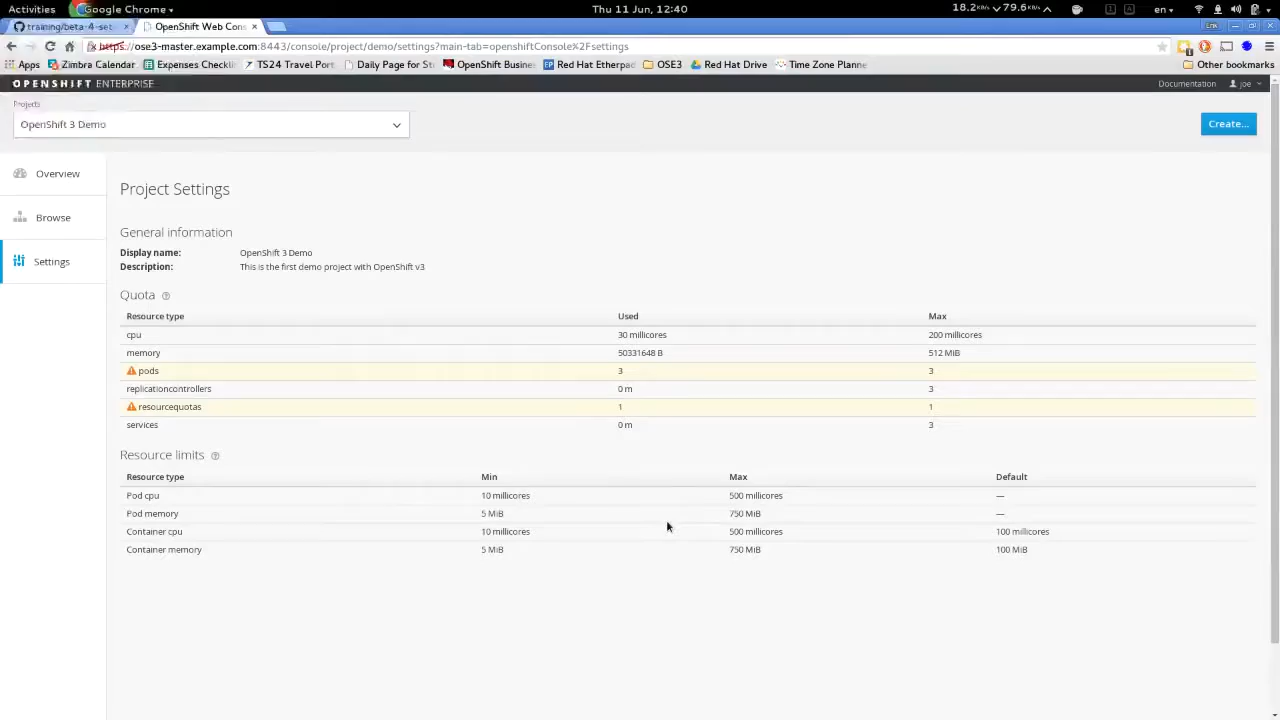 Activities Google Chrome Thu 11 Jun, 12:40 18.2 79.6 en
training/beta-4-set OpenShift Web Con
https://ose3-master.example.com:8443/console/project/demo/settings?main-tab=openshiftConsole%2Fsettings
Apps Zimbra Calendar Expenses Checkli TS24 Travel Port Daily Page for St OpenShift Busine Red Hat Etherpa OSE3 Red Hat Drive Time Zone Planne Other bookmarks
OPENSHIFT ENTERPRISE Documentation joe
Projects
OpenShift 3 Demo Create...
Overview
Browse
Settings
Project Settings
General information
Display name: OpenShift 3 Demo
Description: This is the first demo project with OpenShift v3
Quota
Resource type Used Max
cpu 30 millicores 200 millicores
memory 50331648 B 512 MiB
pods 3 3
replicationcontrollers 0 m 3
resourcequotas 1 1
services 0 m 3
Resource limits
Resource type Min Max Default
Pod cpu 10 millicores 500 millicores —
Pod memory 5 MiB 750 MiB —
Container cpu 10 millicores 500 millicores 100 millicores
Container memory 5 MiB 750 MiB 100 MiB